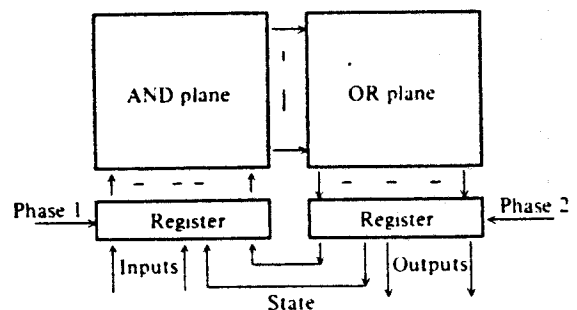 AND plane
OR plane
Phase 1
Register
Register
Phase 2
Inputs
Outputs
State